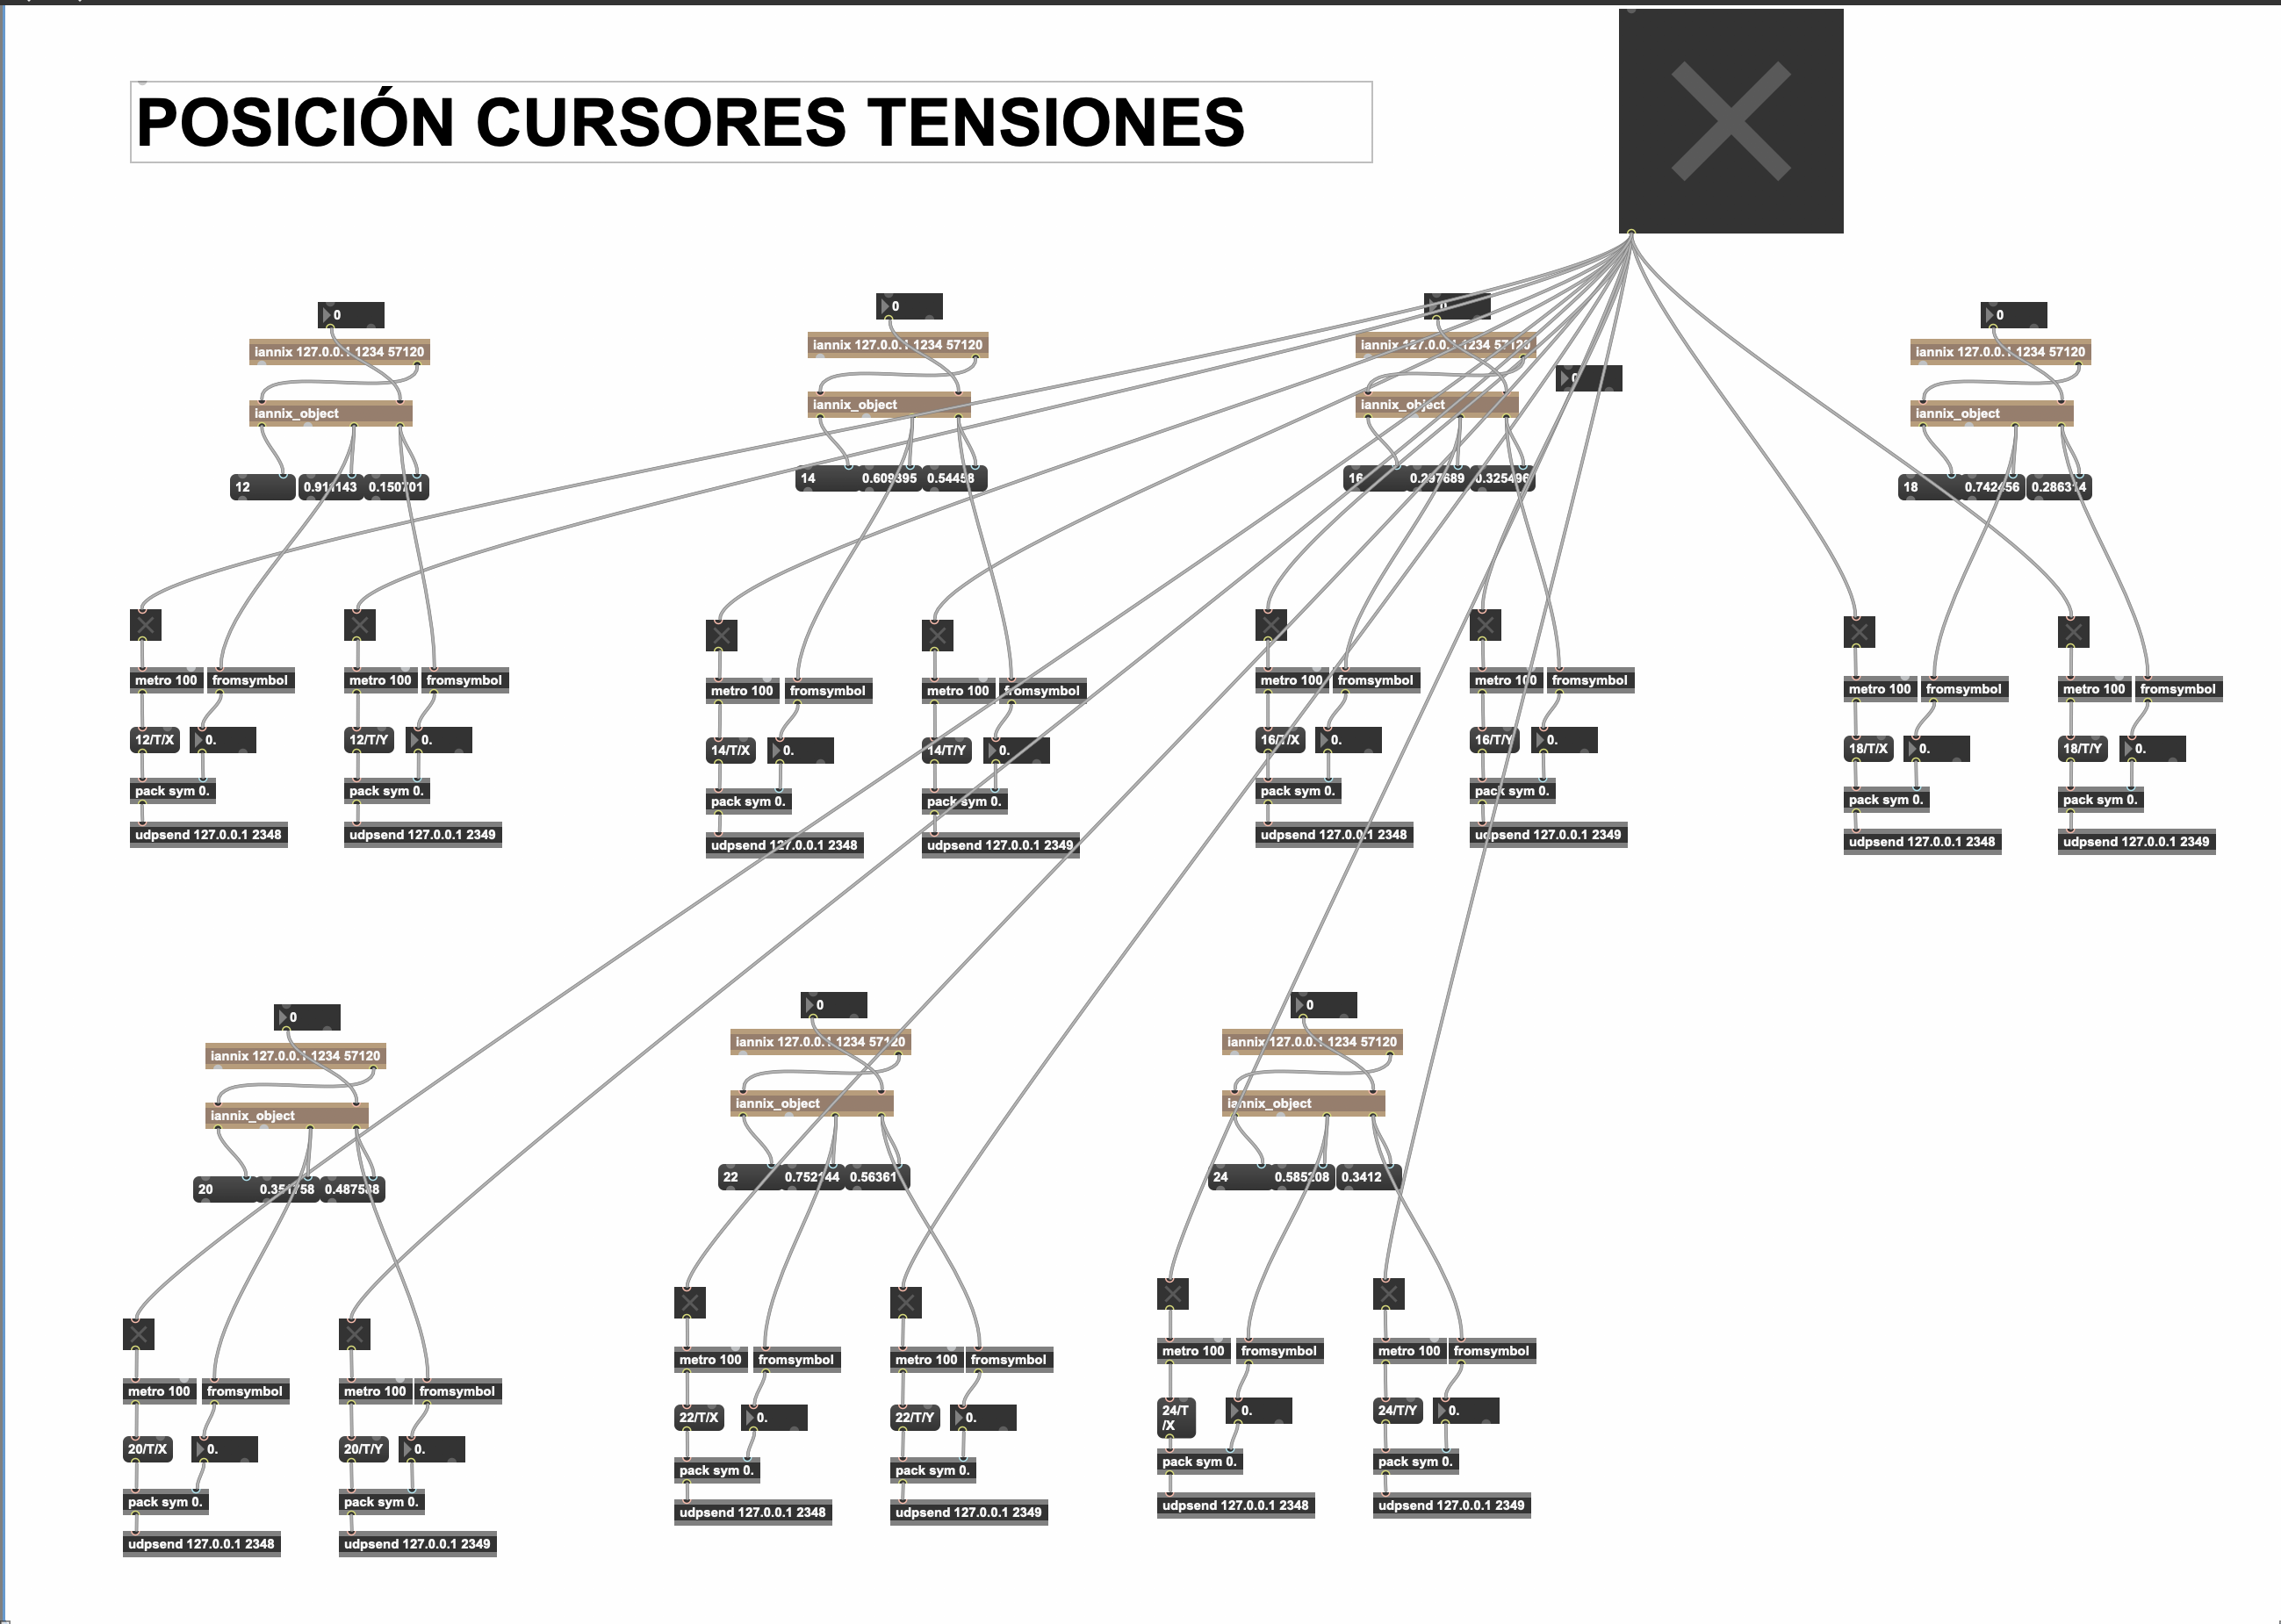 POSICIÓN CURSORES TENSIONES
0
iannix 127.0.0.1 1234 57120
iannix_object
12 0.911143 0.150701
metro 100 fromsymbol
12/T/X 0.
pack sym 0.
udpsend 127.0.0.1 2348
metro 100 fromsymbol
12/T/Y 0.
pack sym 0.
udpsend 127.0.0.1 2349
0
iannix 127.0.0.1 1234 57120
iannix_object
14 0.609395 0.54458
metro 100 fromsymbol
14/T/X 0.
pack sym 0.
udpsend 127.0.0.1 2348
metro 100 fromsymbol
14/T/Y 0.
pack sym 0.
udpsend 127.0.0.1 2349
0
iannix 127.0.0.1 1234 57120
0
iannix_object
16 0.297689 0.325496
metro 100 fromsymbol
16/T/X 0.
pack sym 0.
udpsend 127.0.0.1 2348
metro 100 fromsymbol
16/T/Y 0.
pack sym 0.
udpsend 127.0.0.1 2349
0
iannix 127.0.0.1 1234 57120
iannix_object
18 0.742456 0.286314
metro 100 fromsymbol
18/T/X 0.
pack sym 0.
udpsend 127.0.0.1 2348
metro 100 fromsymbol
18/T/Y 0.
pack sym 0.
udpsend 127.0.0.1 2349
0
iannix 127.0.0.1 1234 57120
iannix_object
20 0.351758 0.487588
metro 100 fromsymbol
20/T/X 0.
pack sym 0.
udpsend 127.0.0.1 2348
metro 100 fromsymbol
20/T/Y 0.
pack sym 0.
udpsend 127.0.0.1 2349
0
iannix 127.0.0.1 1234 57120
iannix_object
22 0.752144 0.56361
metro 100 fromsymbol
22/T/X 0.
pack sym 0.
udpsend 127.0.0.1 2348
metro 100 fromsymbol
22/T/Y 0.
pack sym 0.
udpsend 127.0.0.1 2349
0
iannix 127.0.0.1 1234 57120
iannix_object
24 0.585208 0.3412
metro 100 fromsymbol
24/T
/X 0.
pack sym 0.
udpsend 127.0.0.1 2348
metro 100 fromsymbol
24/T/Y 0.
pack sym 0.
udpsend 127.0.0.1 2349